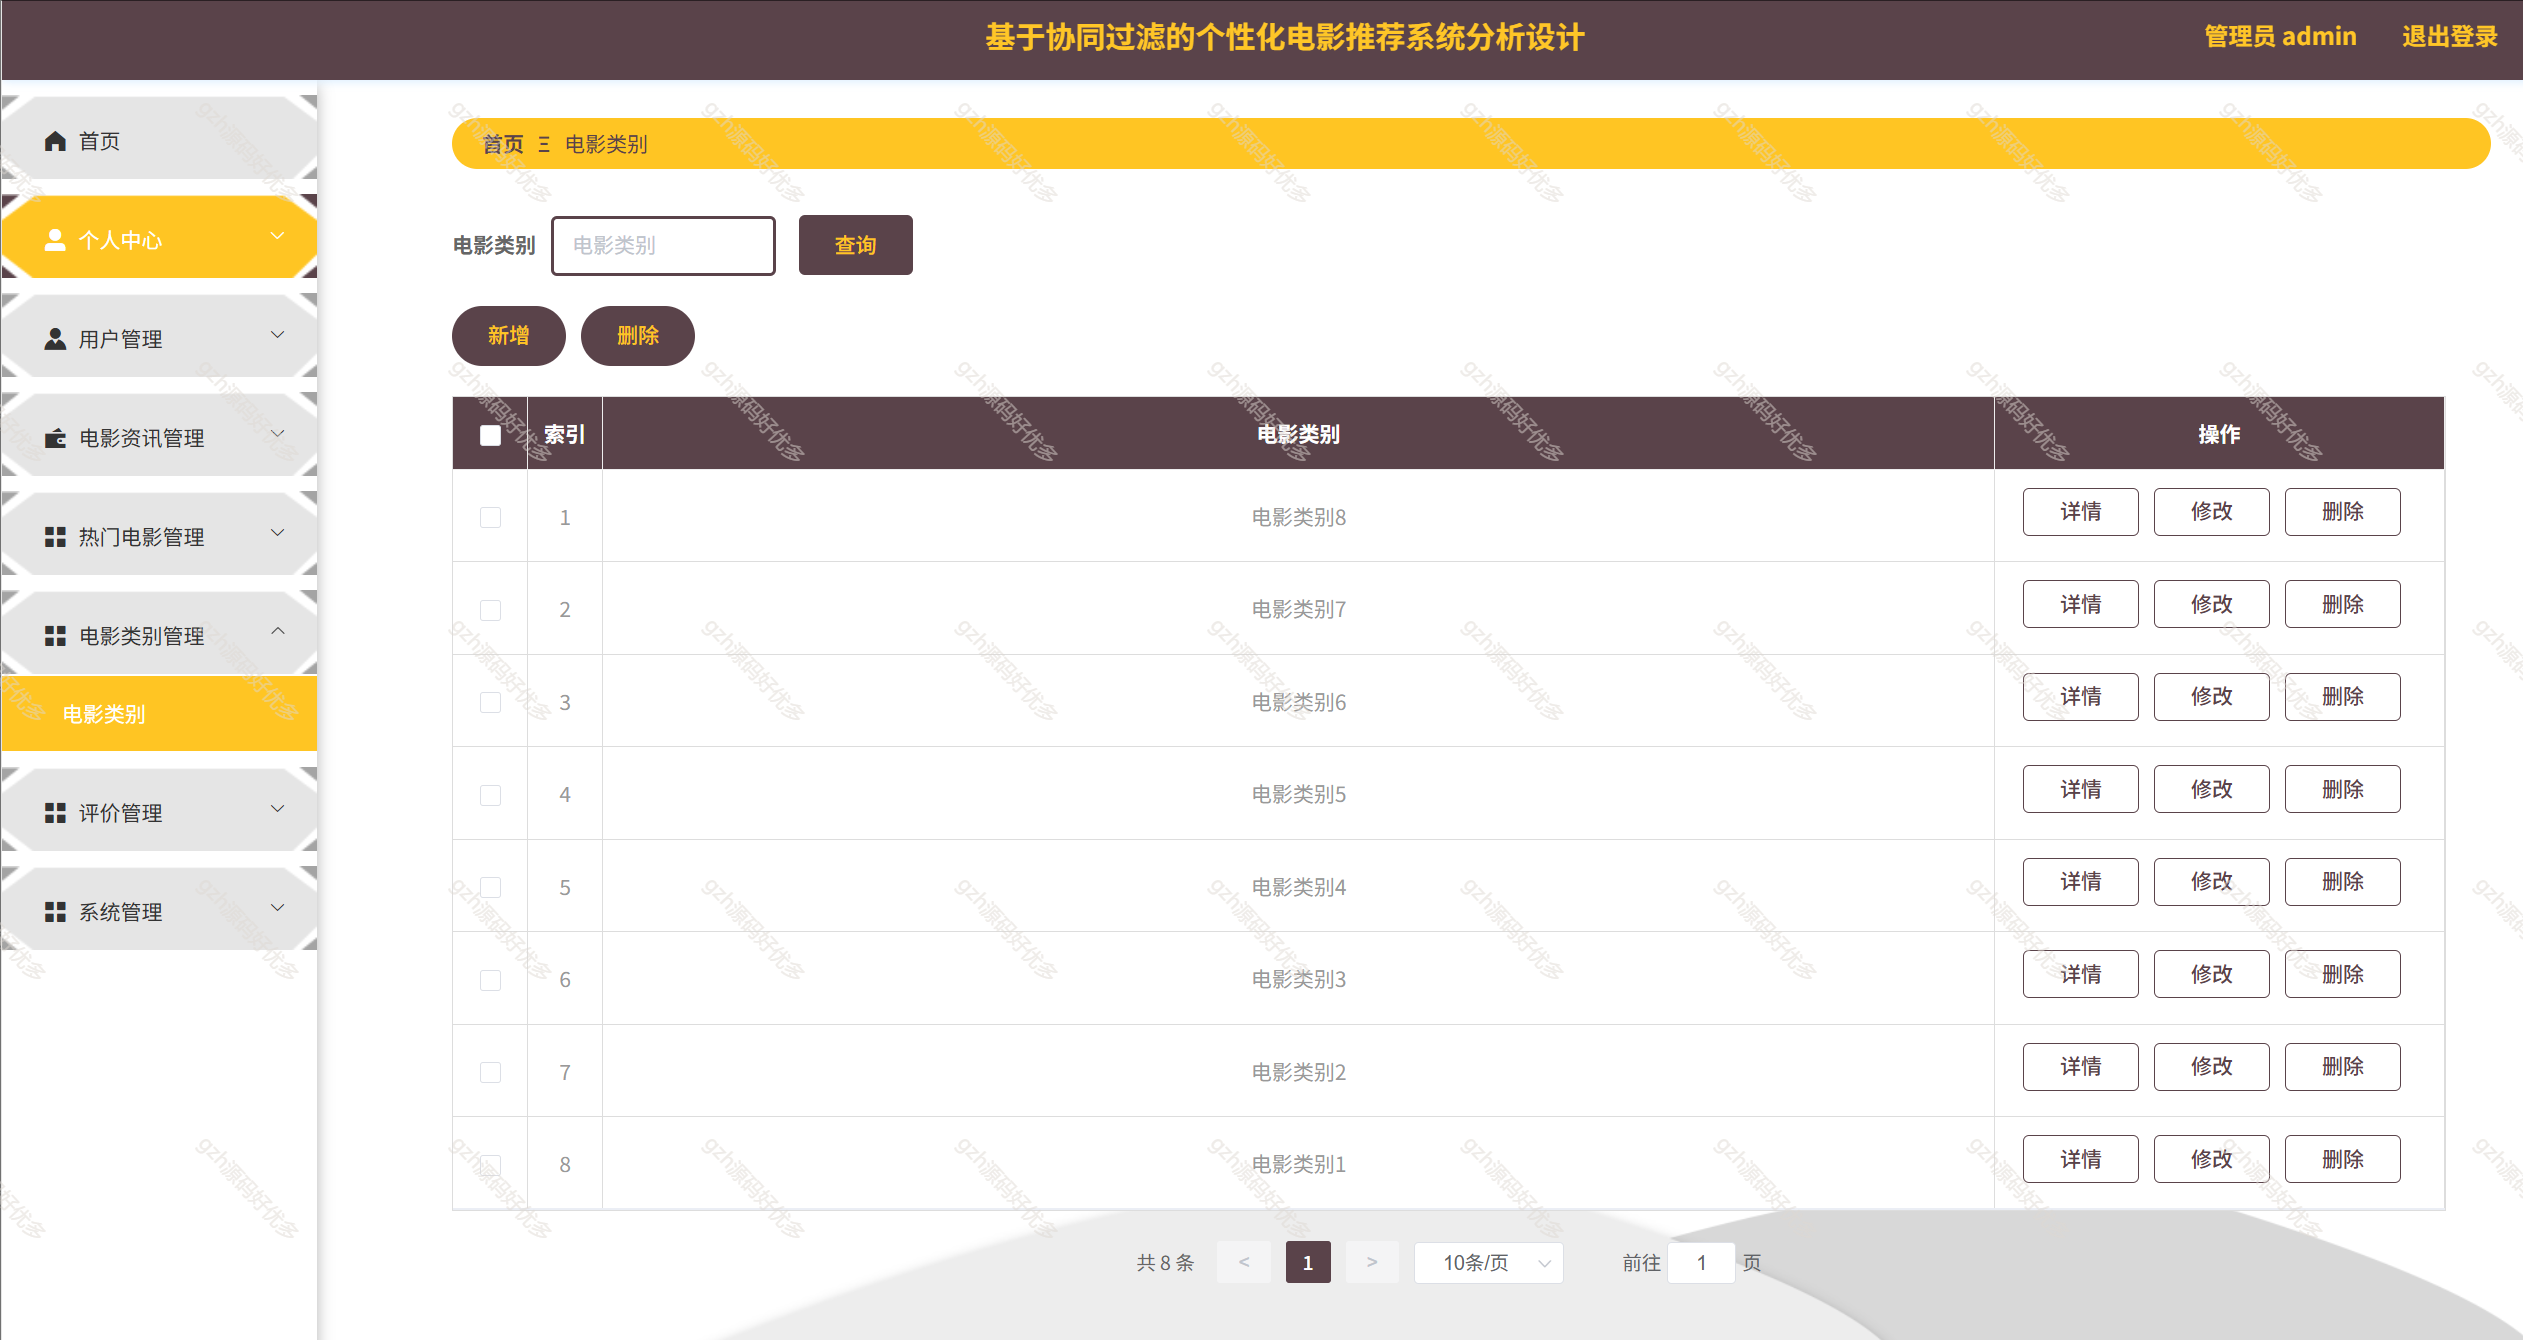 基于协同过滤的个性化电影推荐系统分析设计
管理员 admin 退出登录
首页
个人中心
用户管理
电影资讯管理
热门电影管理
电影类别管理
电影类别
评价管理
系统管理
首页 Ξ 电影类别
电影类别 电影类别 查询
新增 删除
索引 电影类别 操作
1 电影类别8 详情 修改 删除
2 电影类别7 详情 修改 删除
3 电影类别6 详情 修改 删除
4 电影类别5 详情 修改 删除
5 电影类别4 详情 修改 删除
6 电影类别3 详情 修改 删除
7 电影类别2 详情 修改 删除
8 电影类别1 详情 修改 删除
共 8 条 < 1 > 10条/页 前往 1 页
gzh源码好优多